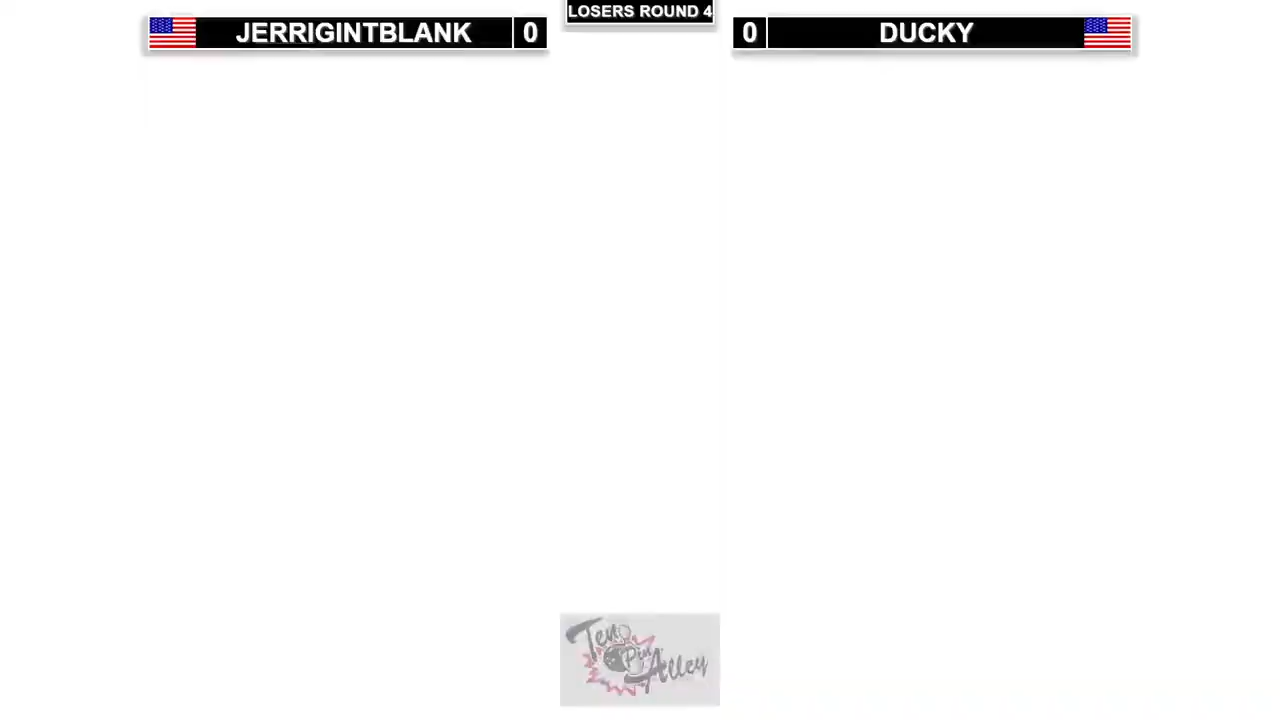 LOSERS ROUND 4
JERRIGINTBLANK 0
0 DUCKY
Ten
Pin
Alley